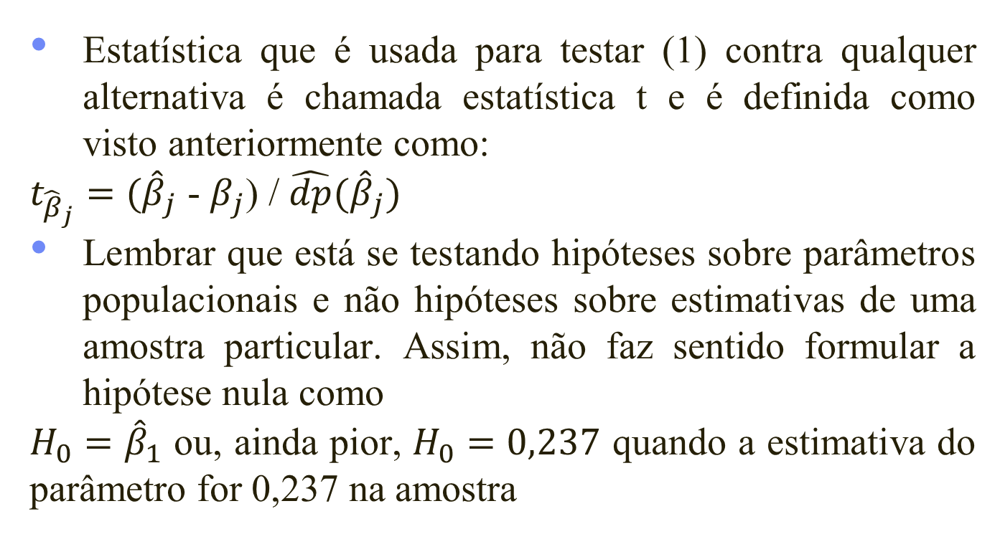 • Estatística que é usada para testar (1) contra qualquer
alternativa é chamada estatística t e é definida como
visto anteriormente como:
$t_{\hat{\beta}_j} = (\hat{\beta}_j - \beta_j) / \widehat{dp}(\hat{\beta}_j)$
• Lembrar que está se testando hipóteses sobre parâmetros
populacionais e não hipóteses sobre estimativas de uma
amostra particular. Assim, não faz sentido formular a
hipótese nula como
$H_0 = \hat{\beta}_1$ ou, ainda pior, $H_0 = 0,237$ quando a estimativa do
parâmetro for 0,237 na amostra